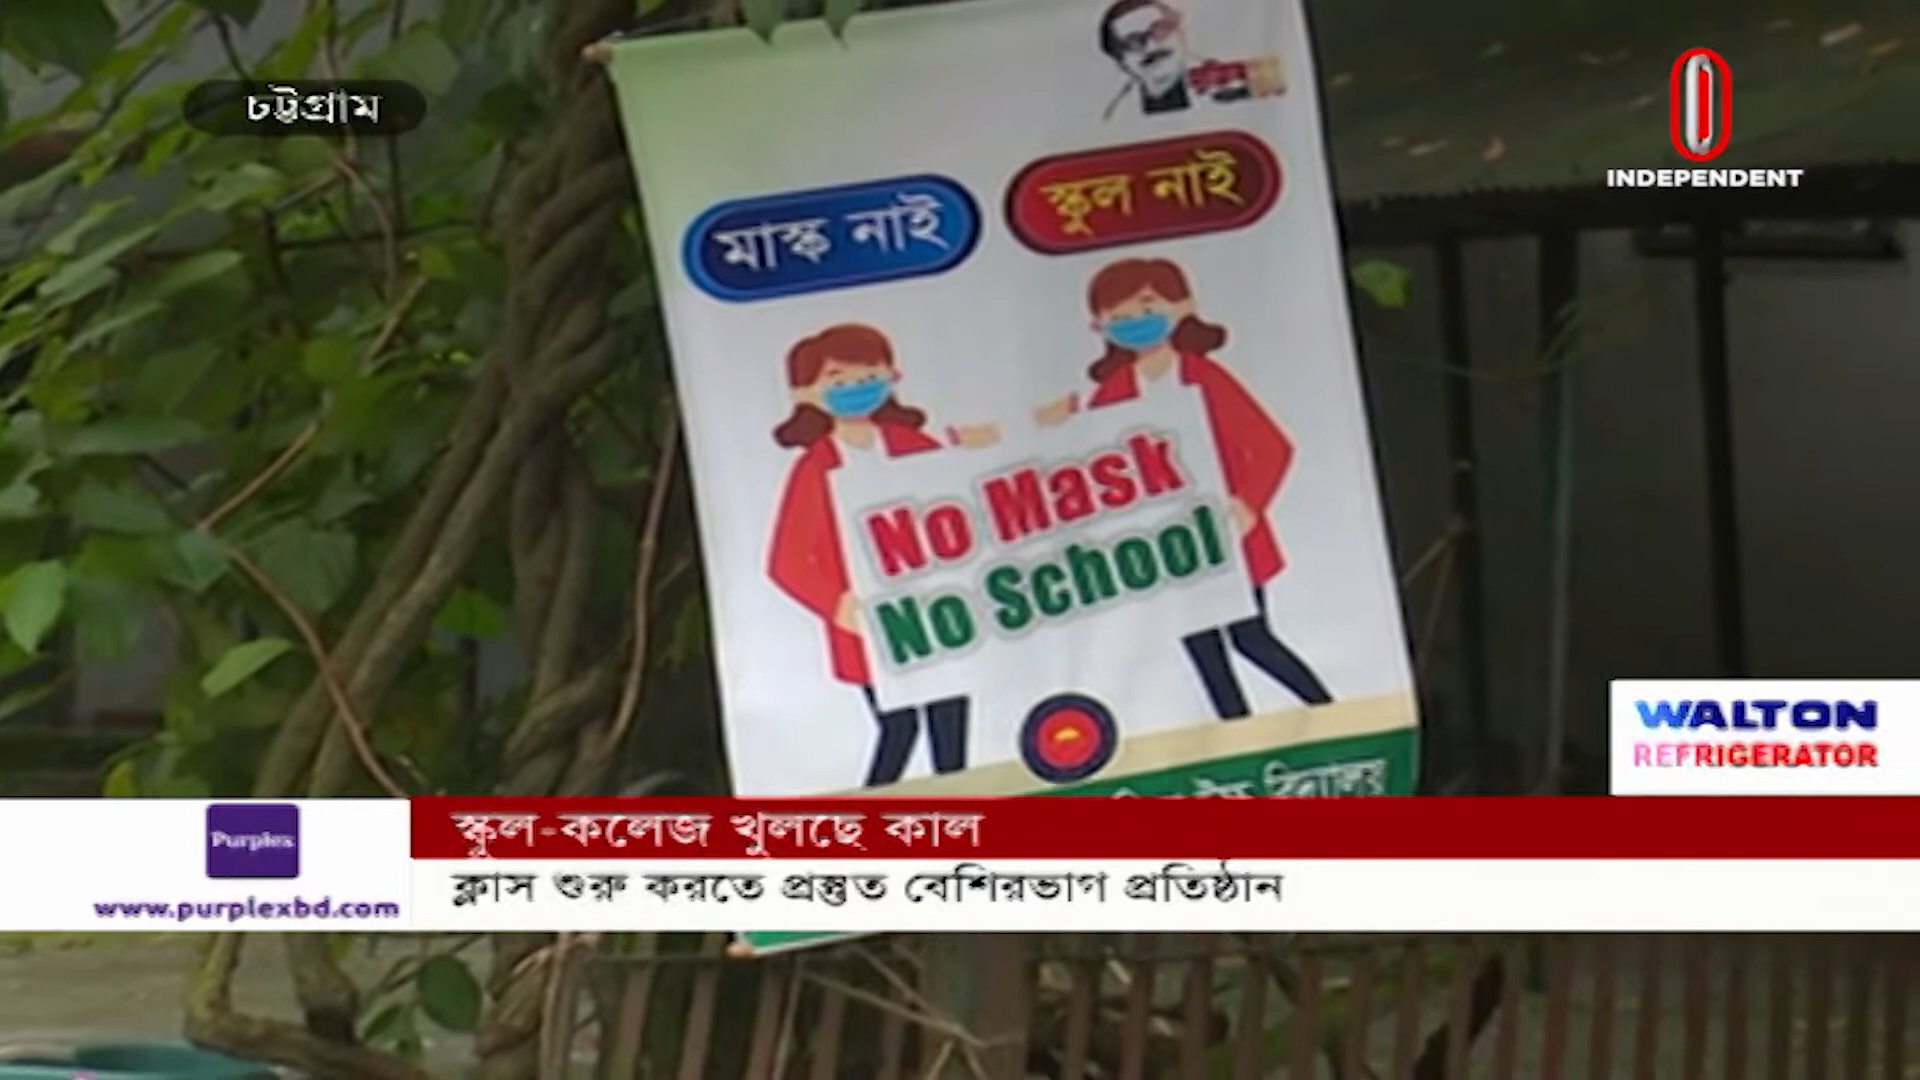 চট্টগ্রাম
INDEPENDENT
মাস্ক নাই
স্কুল নাই
No Mask
No School
বিদ্যালয়
WALTON
REFRIGERATOR
Purplex
www.purplexbd.com
স্কুল-কলেজ খুলছে কাল
ক্লাস শুরু করতে প্রস্তুত বেশিরভাগ প্রতিষ্ঠান